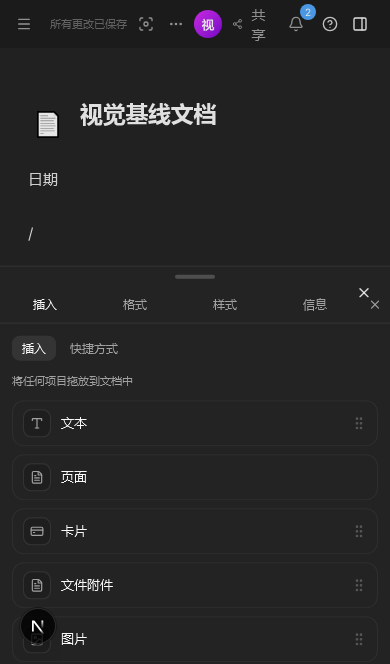 所有更改已保存
视
共
享
2
视觉基线文档
日期
/
插入 格式 样式 信息
插入 快捷方式
将任何项目拖放到文档中
文本
页面
卡片
文件附件
N 图片